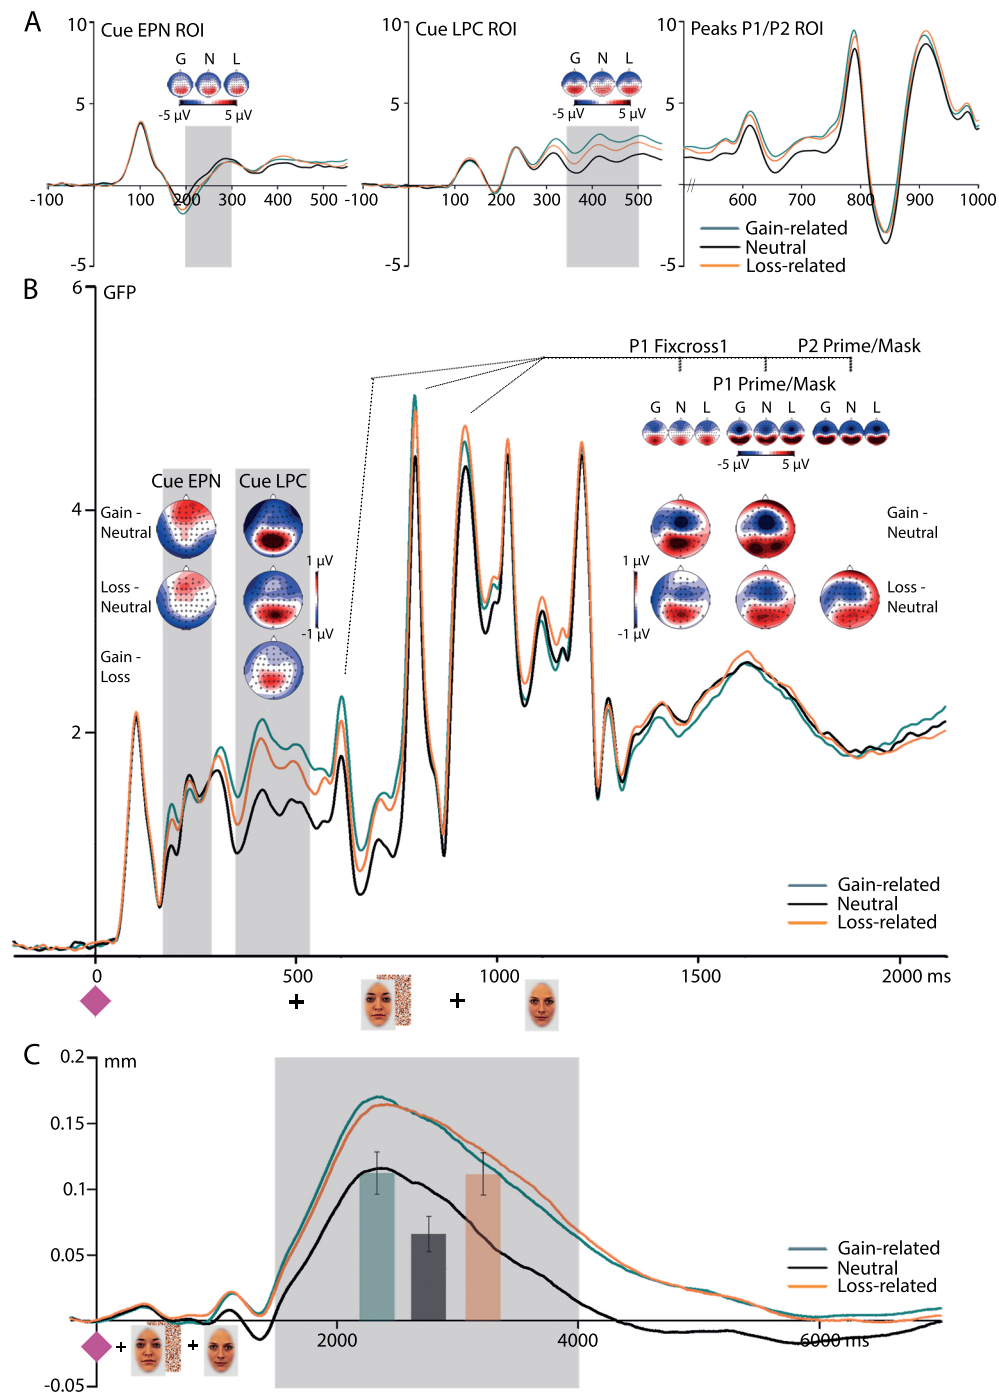 A
10
Cue EPN ROI
G N L
-5 µV 5 µV
5
-100 100 200 300 400 500
-5
10
Cue LPC ROI
G N L
-5 µV 5 µV
5
-100 100 200 300 400 500
-5
10
Peaks P1/P2 ROI
5
600 700 800 900 1000
-5
Gain-related
Neutral
Loss-related
B
6
GFP
P1 Fixcross1 P2 Prime/Mask
P1 Prime/Mask
G N L G N L G N L
-5 µV 5 µV
Cue EPN Cue LPC
4
Gain -
Neutral
Loss -
Neutral
Gain -
Loss
1 µV
-1 µV
1 µV
-1 µV
Gain -
Neutral
Loss -
Neutral
2
Gain-related
Neutral
Loss-related
0 500 1000 1500 2000 ms
C
0.2
mm
0.15
0.1
0.05
0
-0.05
2000 4000 6000 ms
Gain-related
Neutral
Loss-related